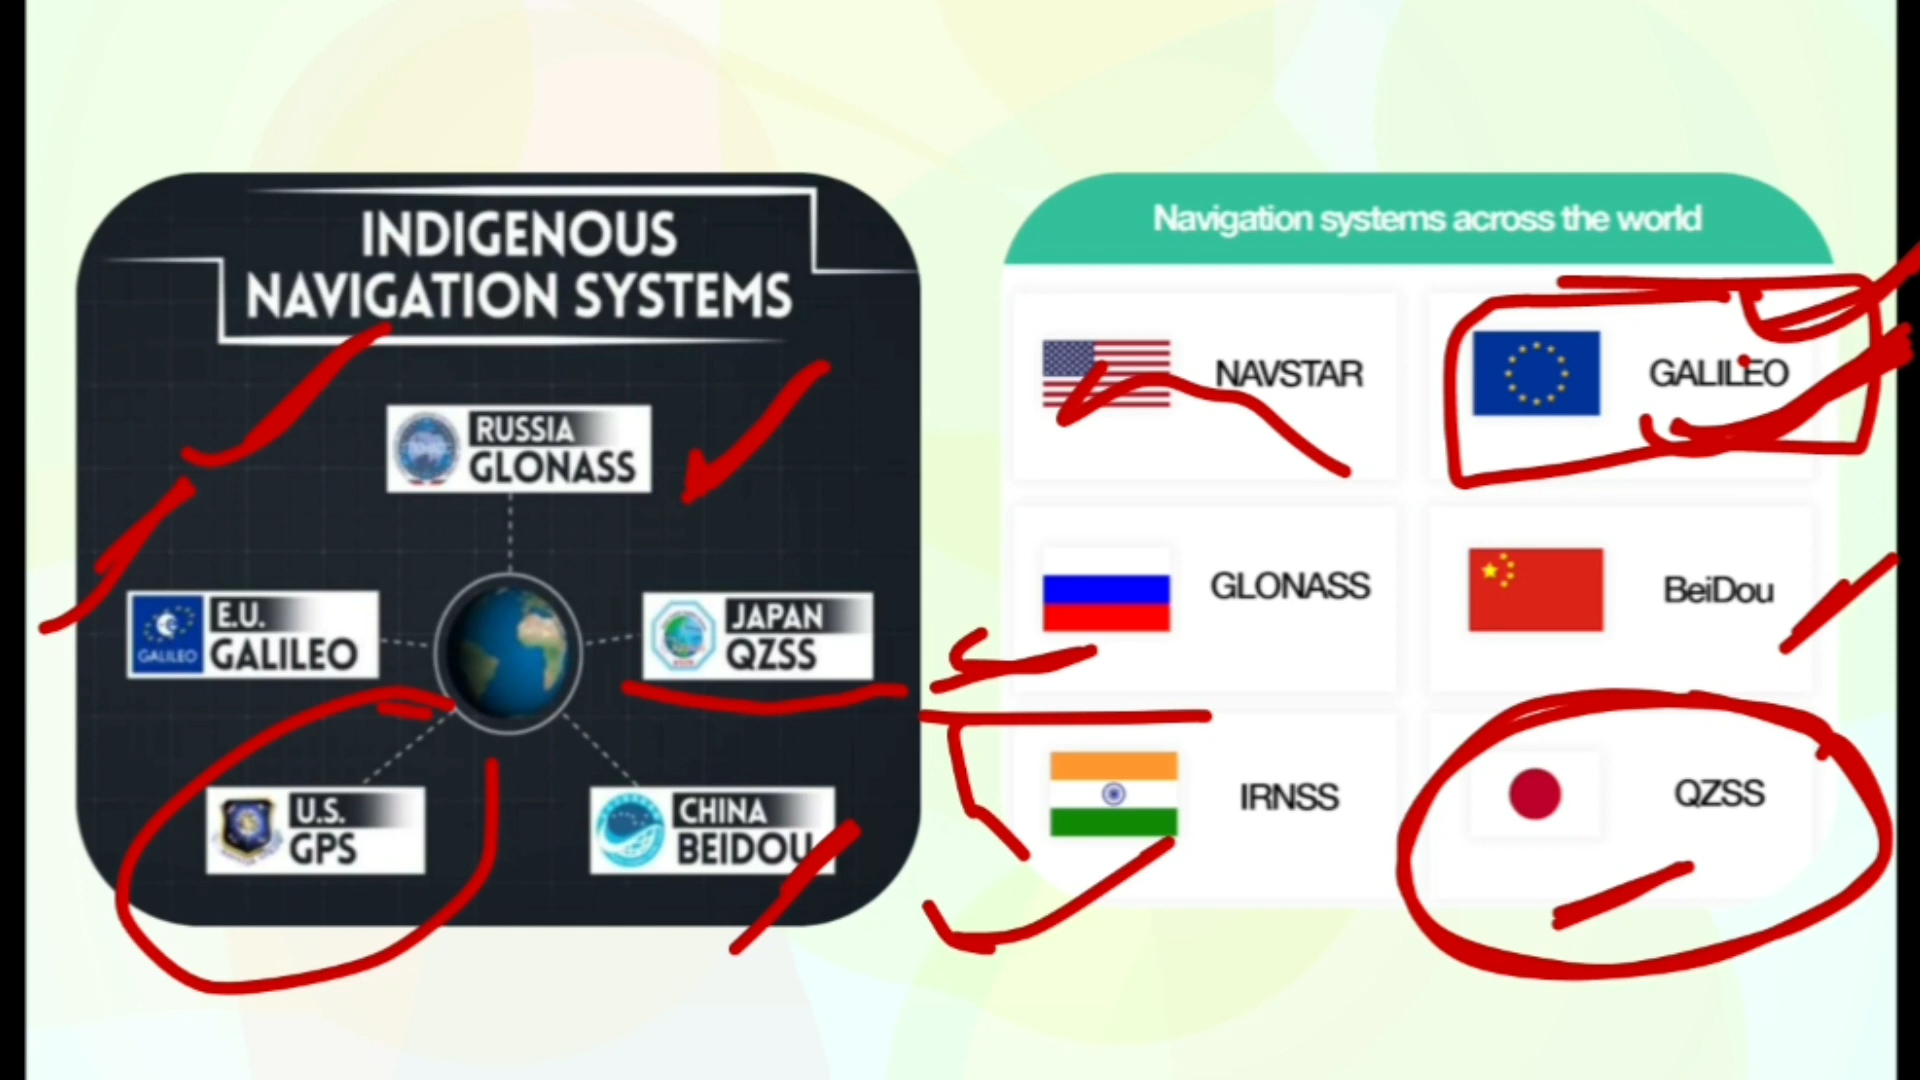 INDIGENOUS
NAVIGATION SYSTEMS
RUSSIA
GLONASS
E.U.
GALILEO
GALILEO
JAPAN
QZSS
U.S.
GPS
CHINA
BEIDOU
Navigation systems across the world
NAVSTAR
GALILEO
GLONASS
BeiDou
IRNSS
QZSS